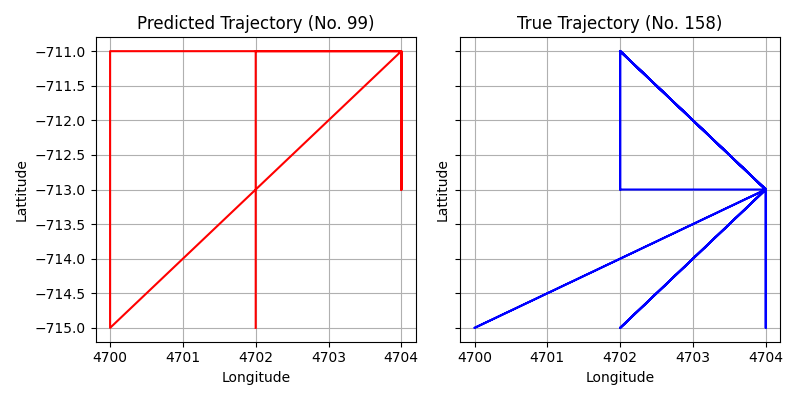 Predicted Trajectory (No. 99)
True Trajectory (No. 158)
−711.0
−711.5
−712.0
−712.5
−713.0
−713.5
−714.0
−714.5
−715.0
Lattitude
Lattitude
4700 4701 4702 4703 4704
4700 4701 4702 4703 4704
Longitude
Longitude